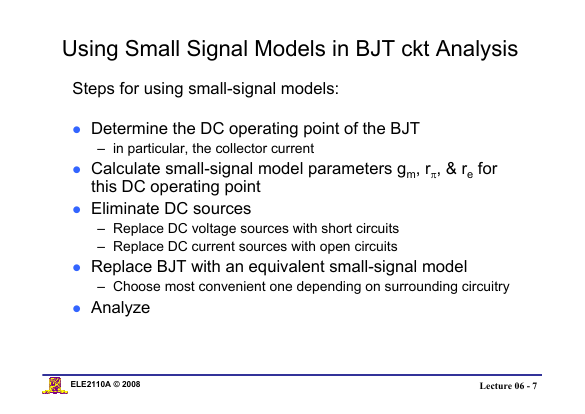 Using Small Signal Models in BJT ckt Analysis
Steps for using small-signal models:
● Determine the DC operating point of the BJT
– in particular, the collector current
● Calculate small-signal model parameters gm, rπ, & re for
this DC operating point
● Eliminate DC sources
– Replace DC voltage sources with short circuits
– Replace DC current sources with open circuits
● Replace BJT with an equivalent small-signal model
– Choose most convenient one depending on surrounding circuitry
● Analyze
ELE2110A © 2008
Lecture 06 - 7